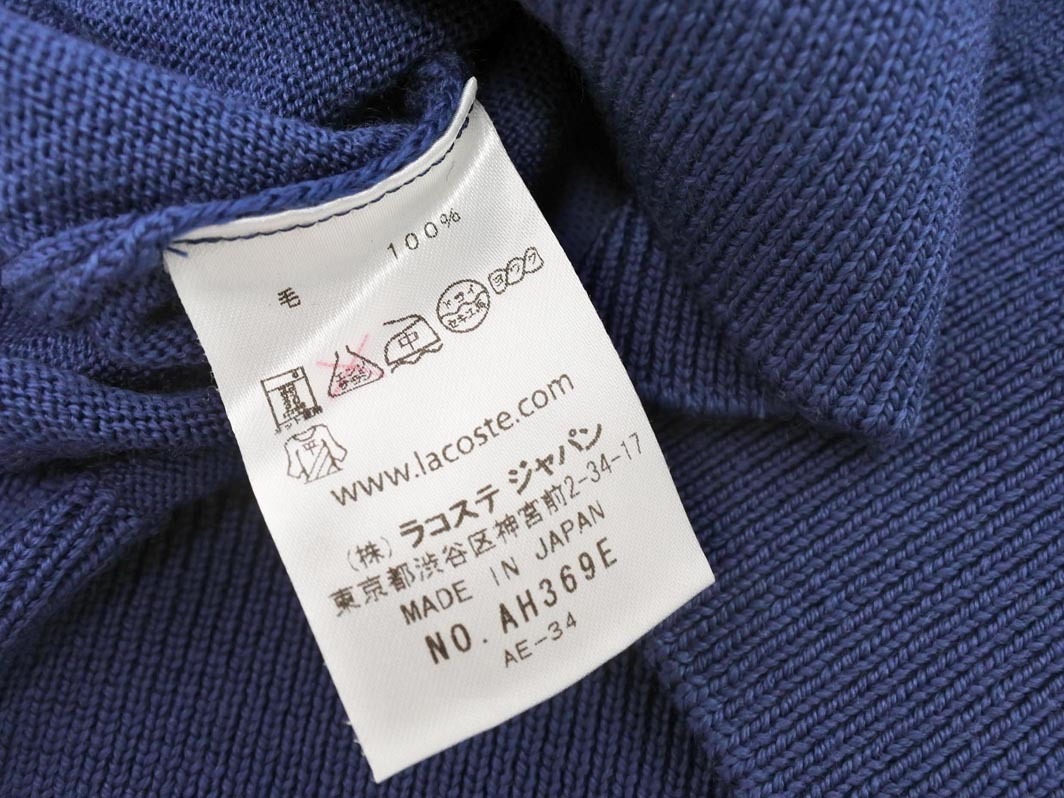 毛 100%
中
www.lacoste.com
(株) ラコステ ジャパン
東京都渋谷区神宮前2-34-17
MADE IN JAPAN
NO. AH369E
AE-34